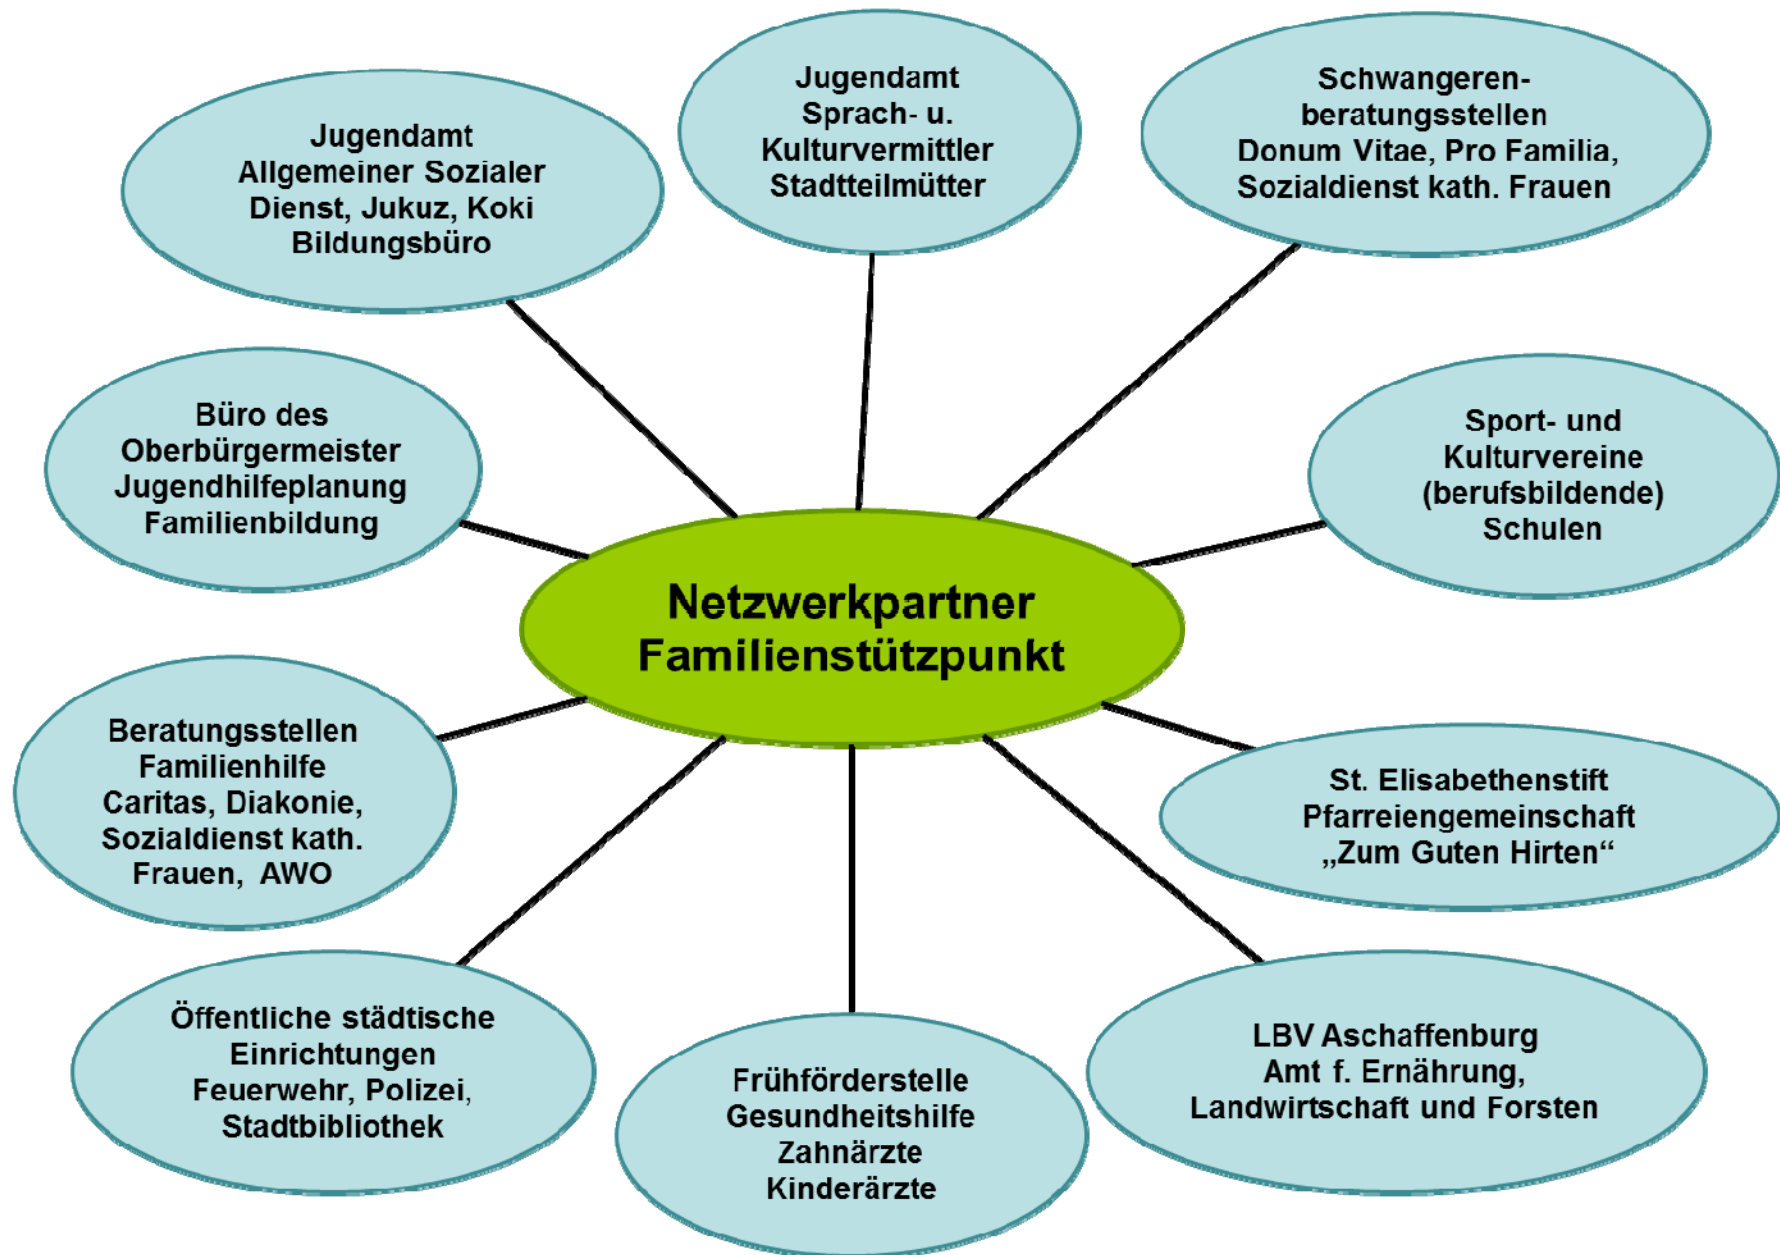 Jugendamt
Allgemeiner Sozialer
Dienst, Jukuz, Koki
Bildungsbüro
Jugendamt
Sprach- u.
Kulturvermittler
Stadtteilmütter
Schwangeren-
beratungsstellen
Donum Vitae, Pro Familia,
Sozialdienst kath. Frauen
Büro des
Oberbürgermeister
Jugendhilfeplanung
Familienbildung
Sport- und
Kulturvereine
(berufsbildende)
Schulen
Netzwerkpartner
Familienstützpunkt
Beratungsstellen
Familienhilfe
Caritas, Diakonie,
Sozialdienst kath.
Frauen, AWO
St. Elisabethenstift
Pfarreiengemeinschaft
„Zum Guten Hirten“
Öffentliche städtische
Einrichtungen
Feuerwehr, Polizei,
Stadtbibliothek
Frühförderstelle
Gesundheitshilfe
Zahnärzte
Kinderärzte
LBV Aschaffenburg
Amt f. Ernährung,
Landwirtschaft und Forsten